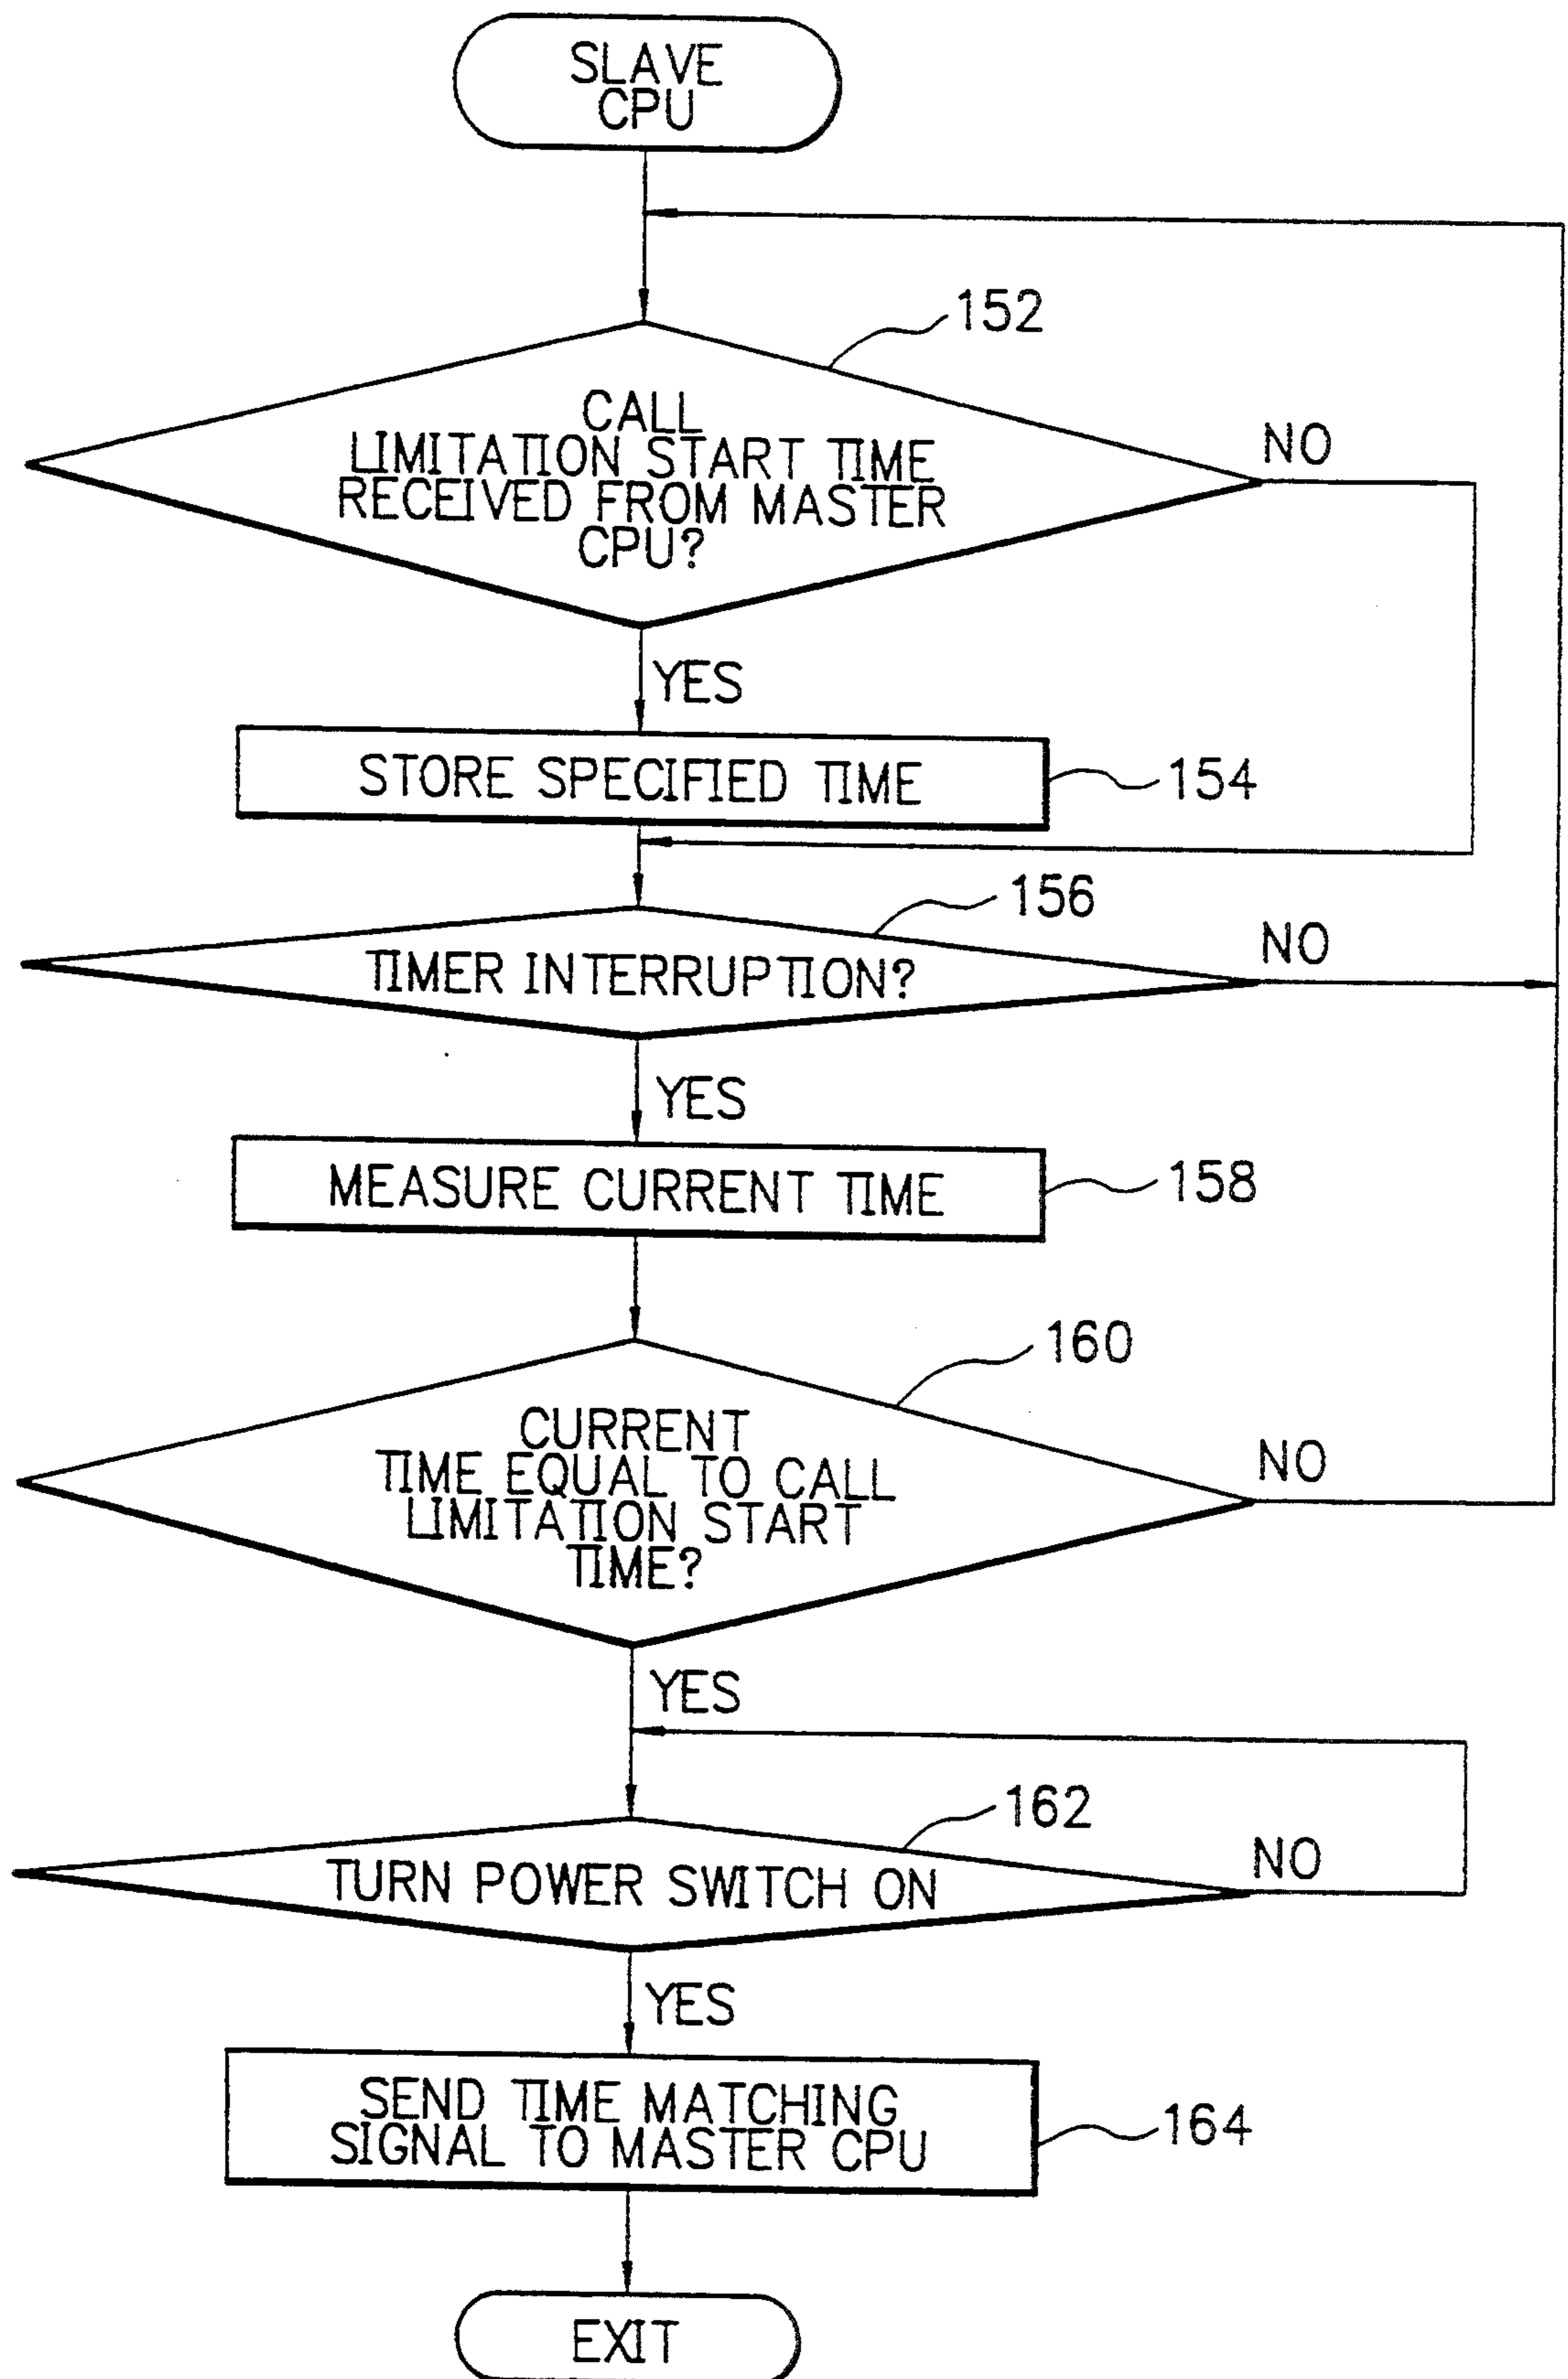 SLAVE
CPU
152
CALL
LIMITATION START TIME
RECEIVED FROM MASTER
CPU?
NO
YES
STORE SPECIFIED TIME
154
156
TIMER INTERRUPTION?
NO
YES
MEASURE CURRENT TIME
158
160
CURRENT
TIME EQUAL TO CALL
LIMITATION START
TIME?
NO
YES
162
TURN POWER SWITCH ON
NO
YES
SEND TIME MATCHING
SIGNAL TO MASTER CPU
164
EXIT